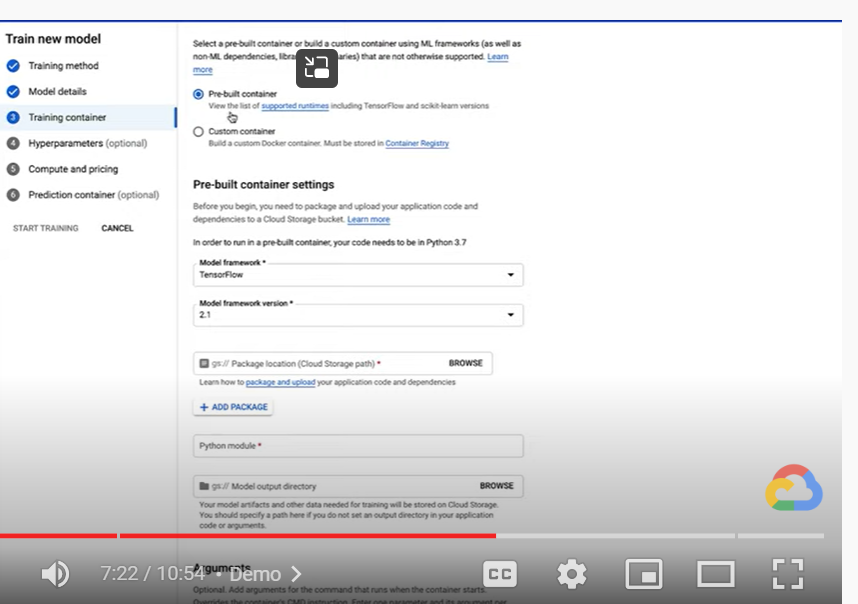 Train new model
Training method
Model details
3 Training container
4 Hyperparameters (optional)
5 Compute and pricing
6 Prediction container (optional)
START TRAINING CANCEL
Select a pre-built container or build a custom container using ML frameworks (as well as
non-ML dependencies, libra aries) that are not otherwise supported. Learn
more
Pre-built container
View the list of supported runtimes including TensorFlow and scikit-learn versions
Custom container
Build a custom Docker container. Must be stored in Container Registry
Pre-built container settings
Before you begin, you need to package and upload your application code and
dependencies to a Cloud Storage bucket. Learn more
In order to run in a pre-built container, your code needs to be in Python 3.7
Model framework *
TensorFlow
Model framework version *
2.1
gs:// Package location (Cloud Storage path) * BROWSE
Learn how to package and upload your application code and dependencies
+ ADD PACKAGE
Python module *
gs:// Model output directory BROWSE
Your model artifacts and other data needed for training will be stored on Cloud Storage.
You should specify a path here if you do not set an output directory in your application
code or arguments.
Arguments
7:22 / 10:54 • Demo
CC
Optional. Add arguments for the command that runs when the container starts.
Overrides the container's CMD instruction. Enter one parameter and its argument per